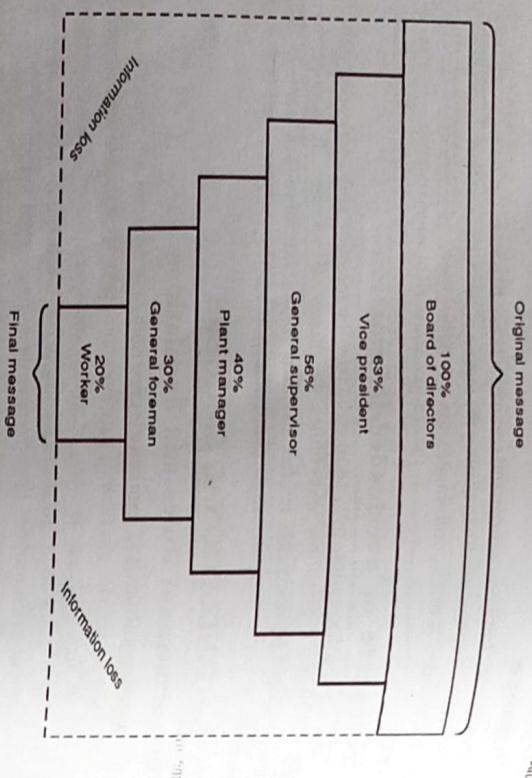 Original message
100%
Board of directors
63%
Vice president
56%
General supervisor
40%
Plant manager
30%
General foreman
20%
Worker
Information loss
Information loss
Final message